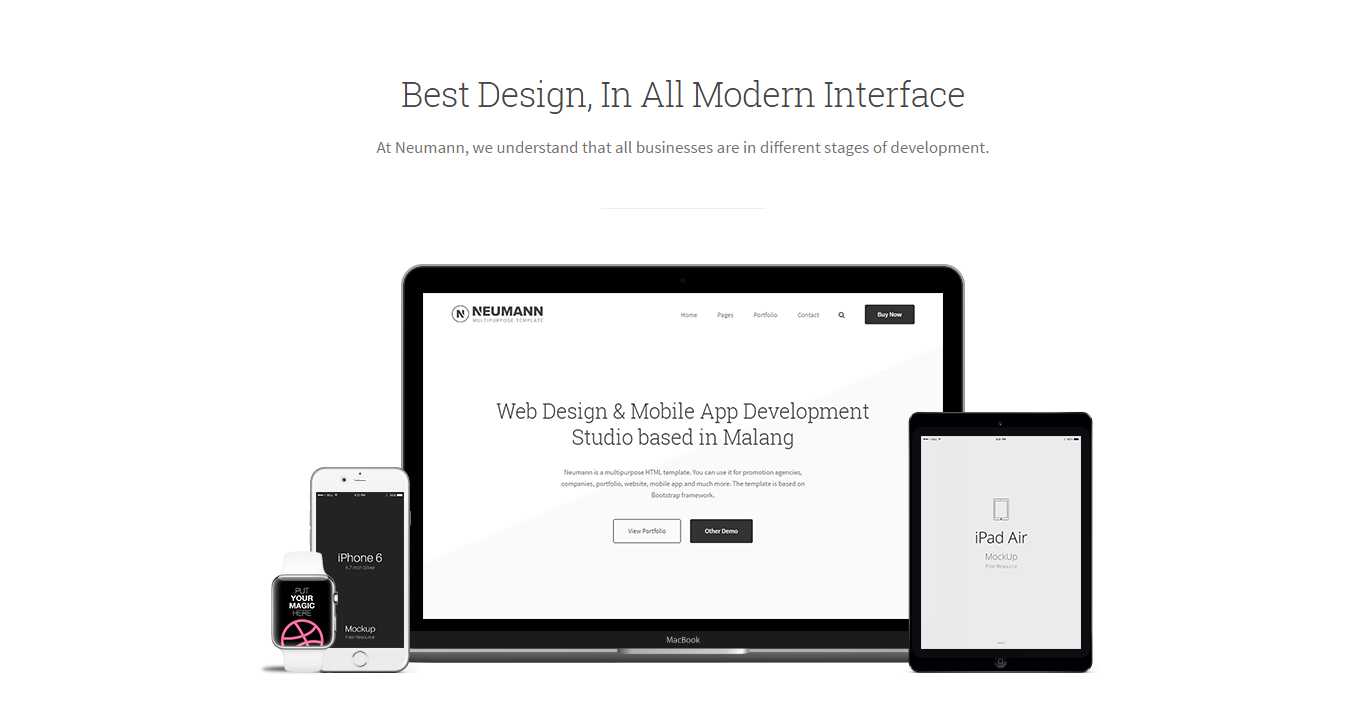 Best Design, In All Modern Interface
At Neumann, we understand that all businesses are in different stages of development.
N NEUMANN
MULTIPURPOSE TEMPLATE
Home Pages Portfolio Contact Buy Now
Web Design & Mobile App Development
Studio based in Malang
Neumann is a multipurpose HTML template. You can use it for promotion agencies,
companies, portfolio, website, mobile app and much more. The template is based on
Bootstrap framework.
View Portfolio Other Demo
MacBook
iPhone 6
4.7 inch Silver
Mockup
Free Resource
PUT
YOUR
MAGIC
HERE
iPad Air
MockUp
Free Resource